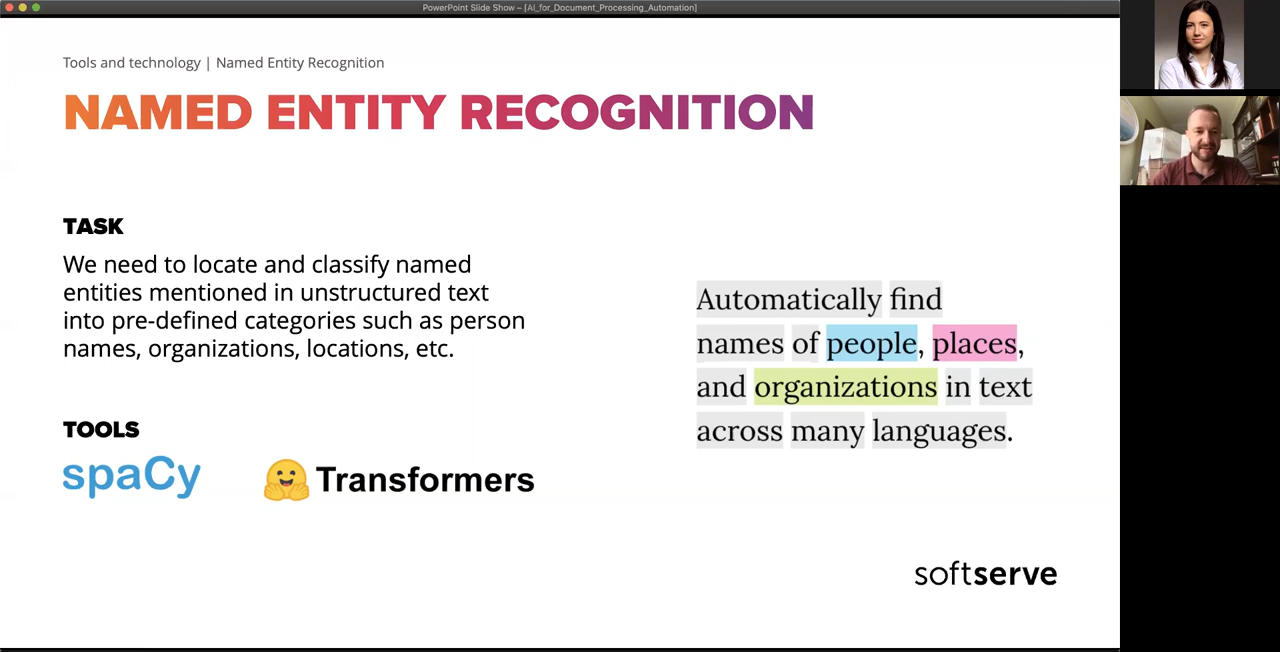 PowerPoint Slide Show – [AI_for_Document_Processing_Automation]
Tools and technology | Named Entity Recognition
NAMED ENTITY RECOGNITION
TASK
We need to locate and classify named
entities mentioned in unstructured text
into pre-defined categories such as person
names, organizations, locations, etc.
TOOLS
spaCy
Transformers
Automatically find
names of people, places,
and organizations in text
across many languages.
softserve